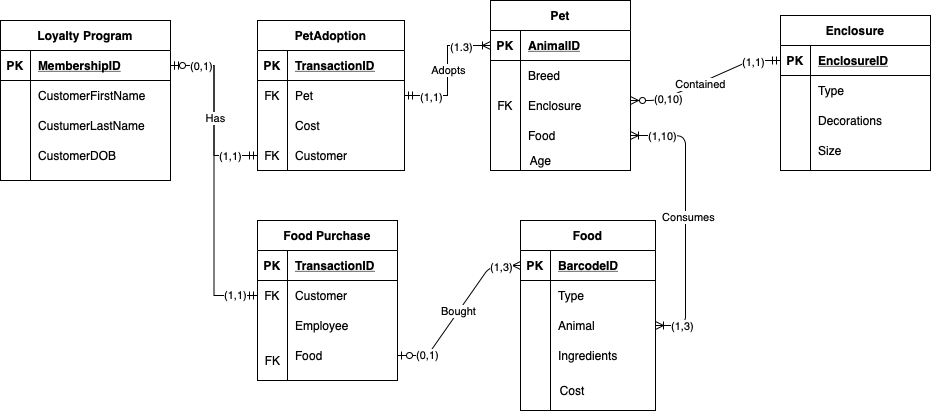 Loyalty Program
PK MembershipID
CustomerFirstName
CustumerLastName
CustomerDOB
(0,1)
Has
(1,1)
(1,1)
PetAdoption
PK TransactionID
FK Pet
Cost
FK Customer
(1,1)
Adopts
(1.3)
Pet
PK AnimalID
Breed
FK Enclosure
Food
Age
(0,10)
Contained
(1,1)
(1,10)
Consumes
(1,3)
Enclosure
PK EnclosureID
Type
Decorations
Size
Food Purchase
PK TransactionID
FK Customer
Employee
FK Food
(0,1)
Bought
(1,3)
Food
PK BarcodeID
Type
Animal
Ingredients
Cost